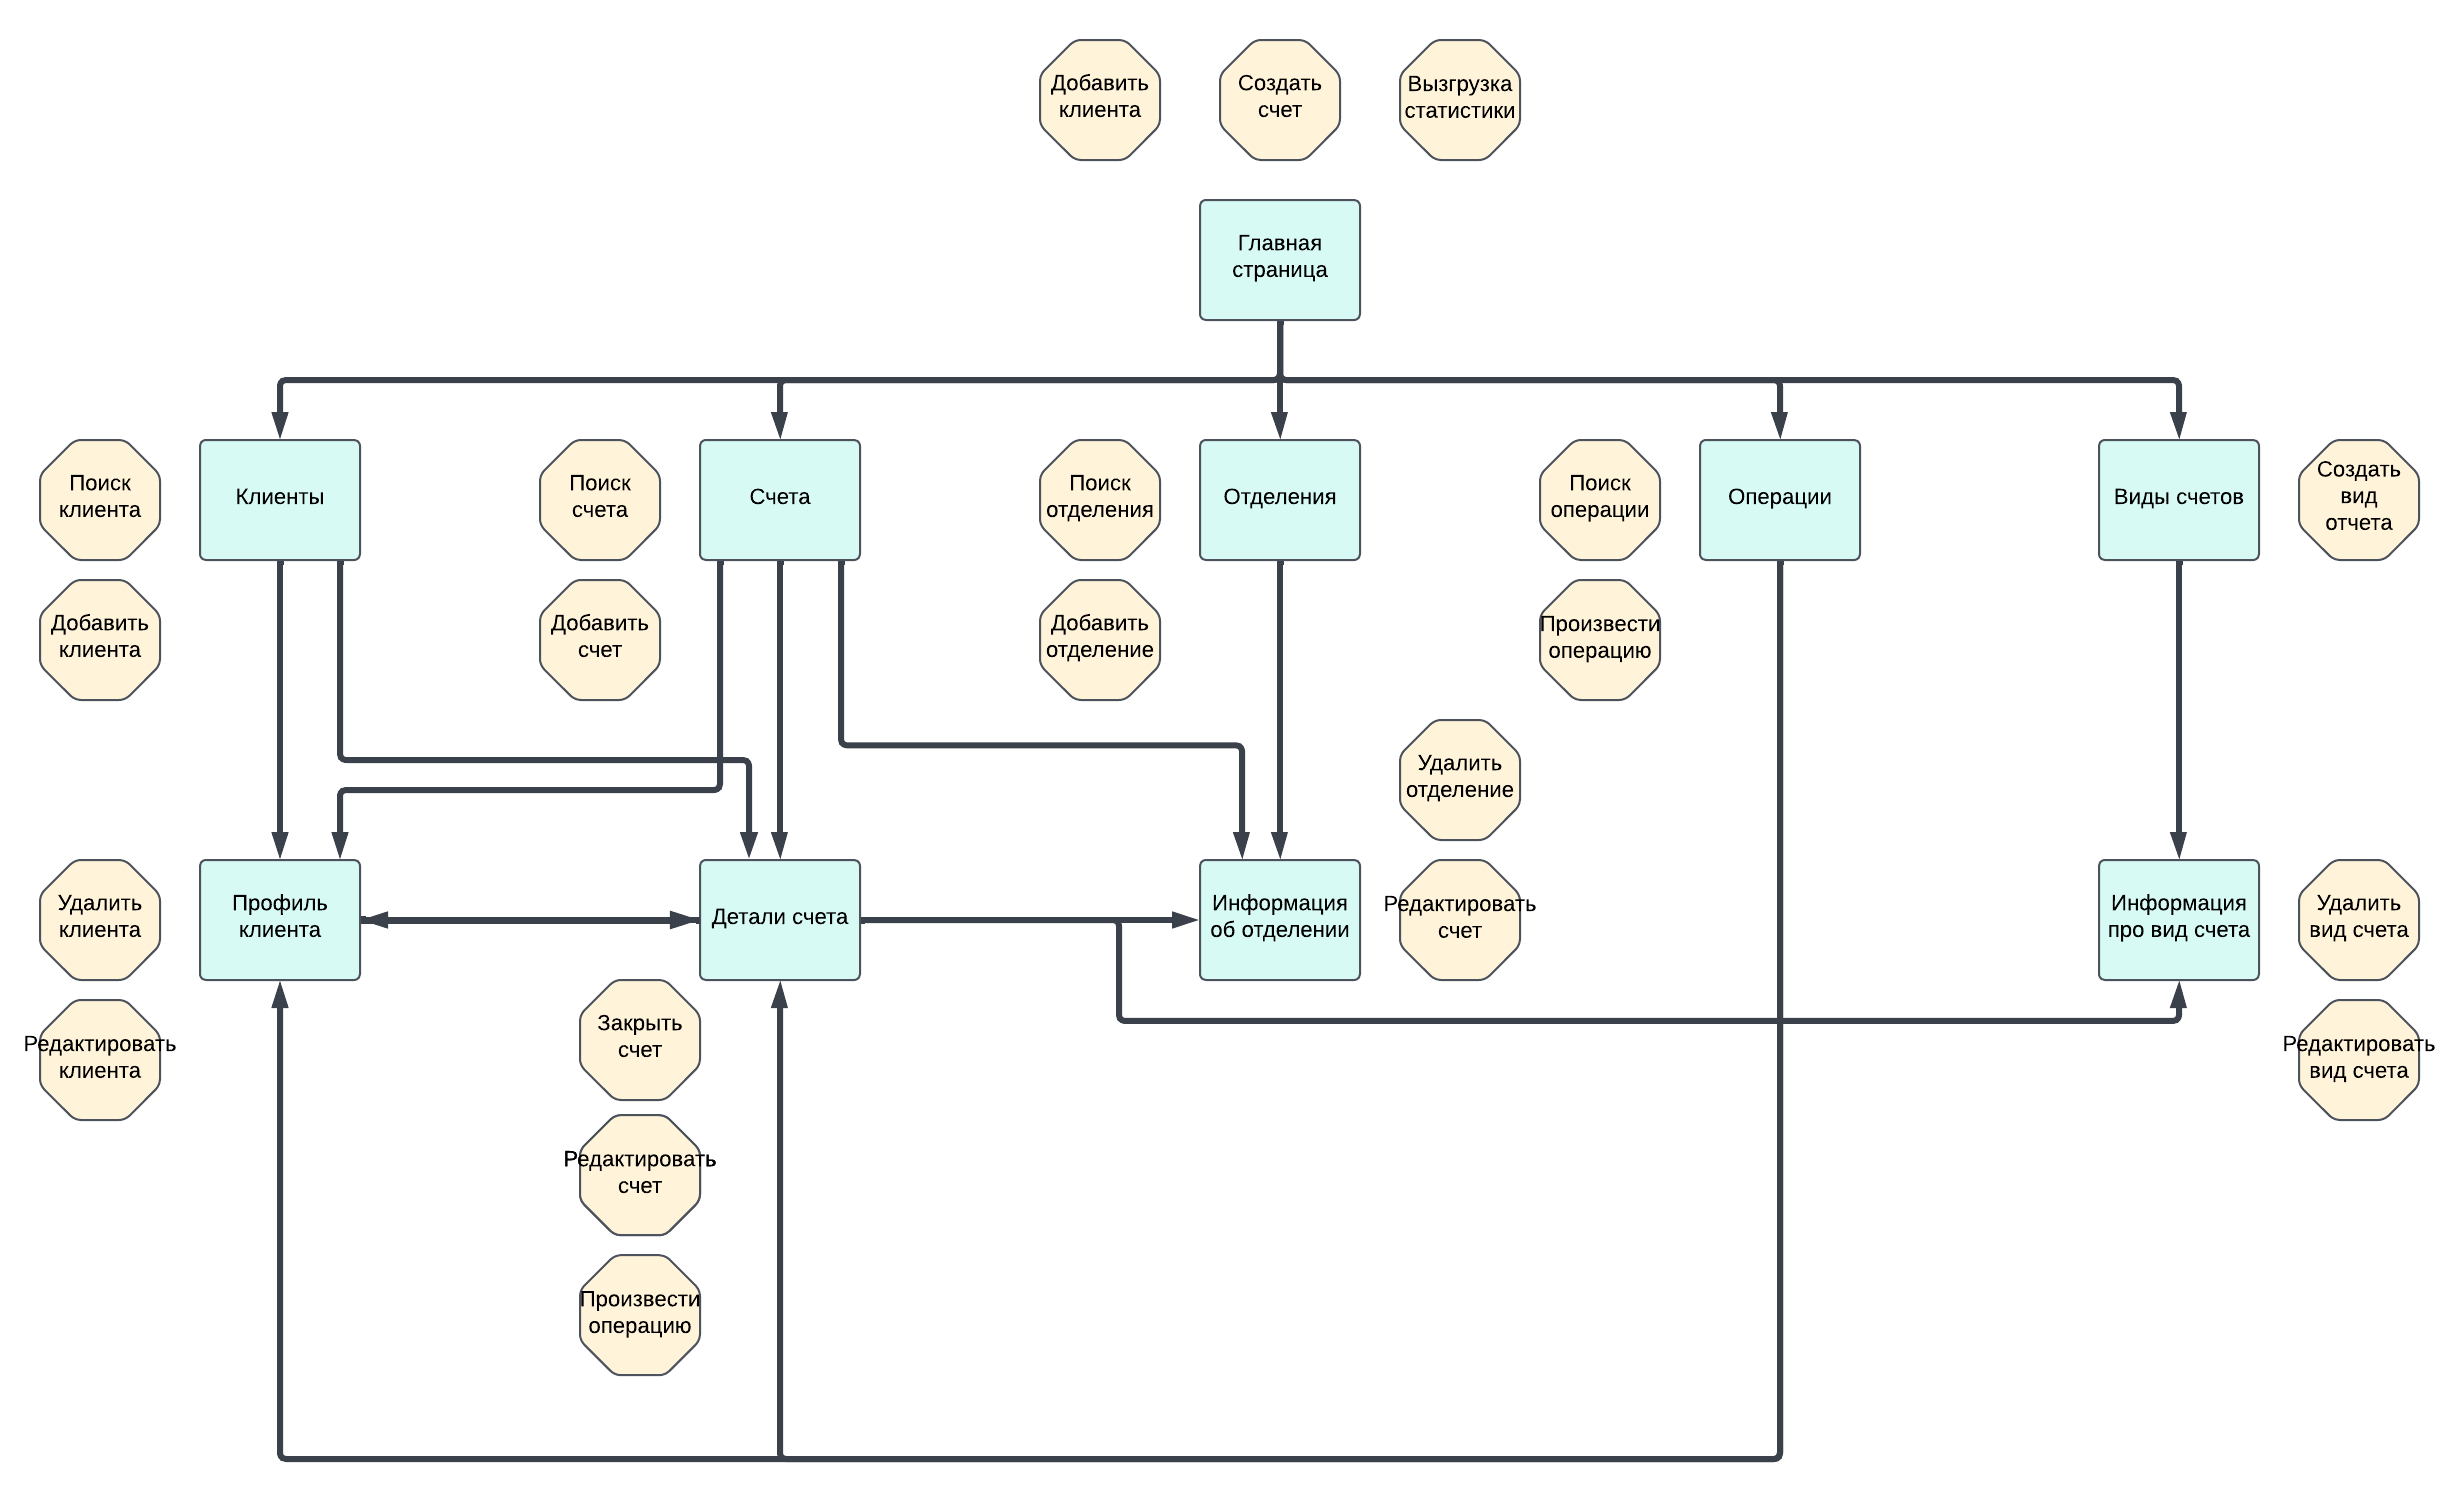 Добавить
клиента
Создать
счет
Вызгрузка
статистики
Главная
страница
Поиск
клиента
Клиенты
Поиск
счета
Счета
Поиск
отделения
Отделения
Поиск
операции
Операции
Виды счетов
Создать
вид
отчета
Добавить
клиента
Добавить
счет
Добавить
отделение
Произвести
операцию
Удалить
отделение
Удалить
клиента
Профиль
клиента
Детали счета
Информация
об отделении
Редактировать
счет
Информация
про вид счета
Удалить
вид счета
Редактировать
клиента
Закрыть
счет
Редактировать
вид счета
Редактировать
счет
Произвести
операцию